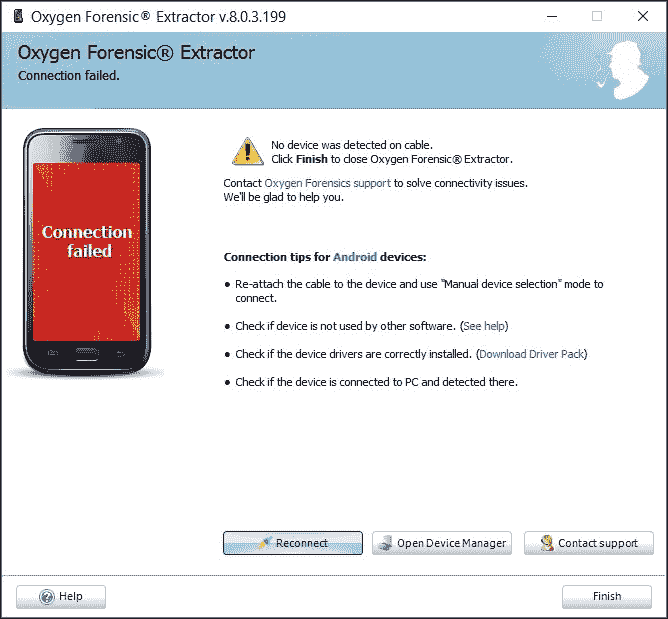 Oxygen Forensic® Extractor v.8.0.3.199
Oxygen Forensic® Extractor
Connection failed.
Connection
failed
No device was detected on cable.
Click Finish to close Oxygen Forensic® Extractor.
Contact Oxygen Forensics support to solve connectivity issues.
We'll be glad to help you.
Connection tips for Android devices:
• Re-attach the cable to the device and use "Manual device selection" mode to
connect.
• Check if device is not used by other software. (See help)
• Check if the device drivers are correctly installed. (Download Driver Pack)
• Check if the device is connected to PC and detected there.
Reconnect
Open Device Manager
Contact support
Help
Finish